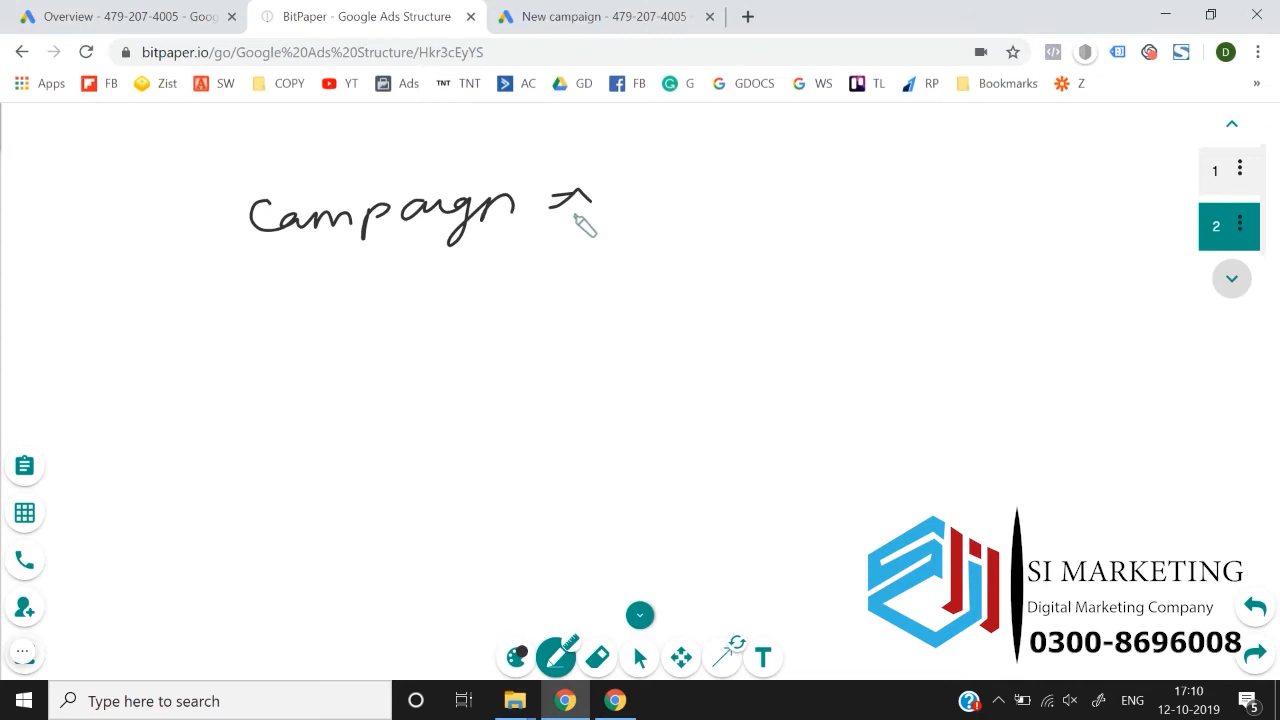 Overview - 479-207-4005 - Goog
BitPaper - Google Ads Structure
New campaign - 479-207-4005 -
bitpaper.io/go/Google%20Ads%20Structure/Hkr3cEyYS
D
Apps FB Zist SW COPY YT Ads TNT TNT AC GD FB G GDOCS WS TL RP Bookmarks Z »
1
Campaign
2
SI MARKETING
Digital Marketing Company
0300-8696008
T
Type here to search
ENG
17:10
12-10-2019
5